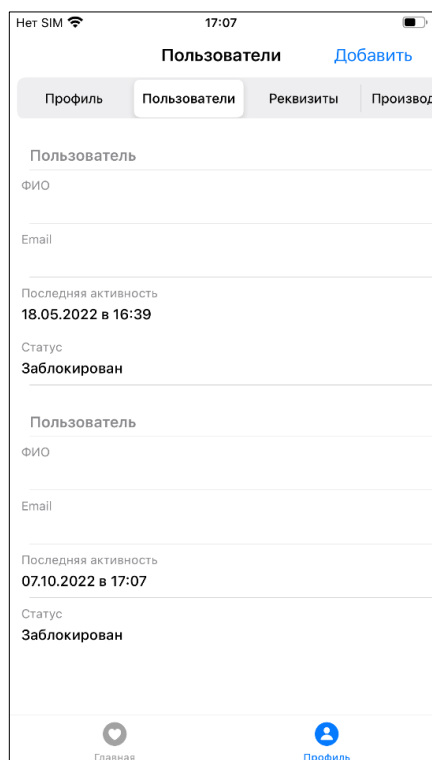 Нет SIM 17:07
Пользователи Добавить
Профиль Пользователи Реквизиты Производ
Пользователь
ФИО
Email
Последняя активность
18.05.2022 в 16:39
Статус
Заблокирован
Пользователь
ФИО
Email
Последняя активность
07.10.2022 в 17:07
Статус
Заблокирован
Главная Профиль